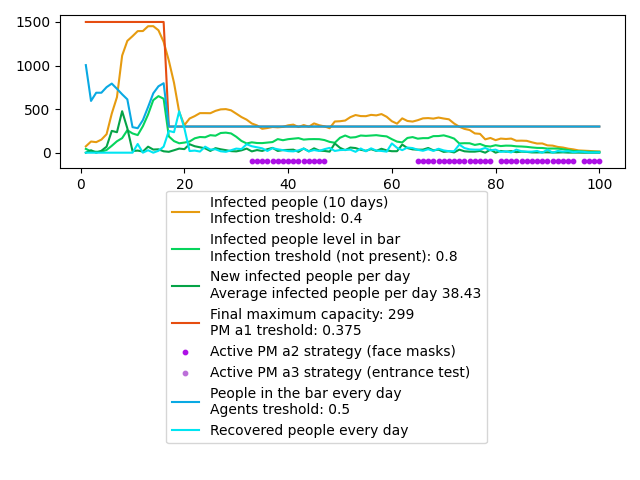 1500
1000
500
0
0
20
40
60
80
100
Infected people (10 days)
Infection treshold: 0.4
Infected people level in bar
Infection treshold (not present): 0.8
New infected people per day
Average infected people per day 38.43
Final maximum capacity: 299
PM a1 treshold: 0.375
Active PM a2 strategy (face masks)
Active PM a3 strategy (entrance test)
People in the bar every day
Agents treshold: 0.5
Recovered people every day